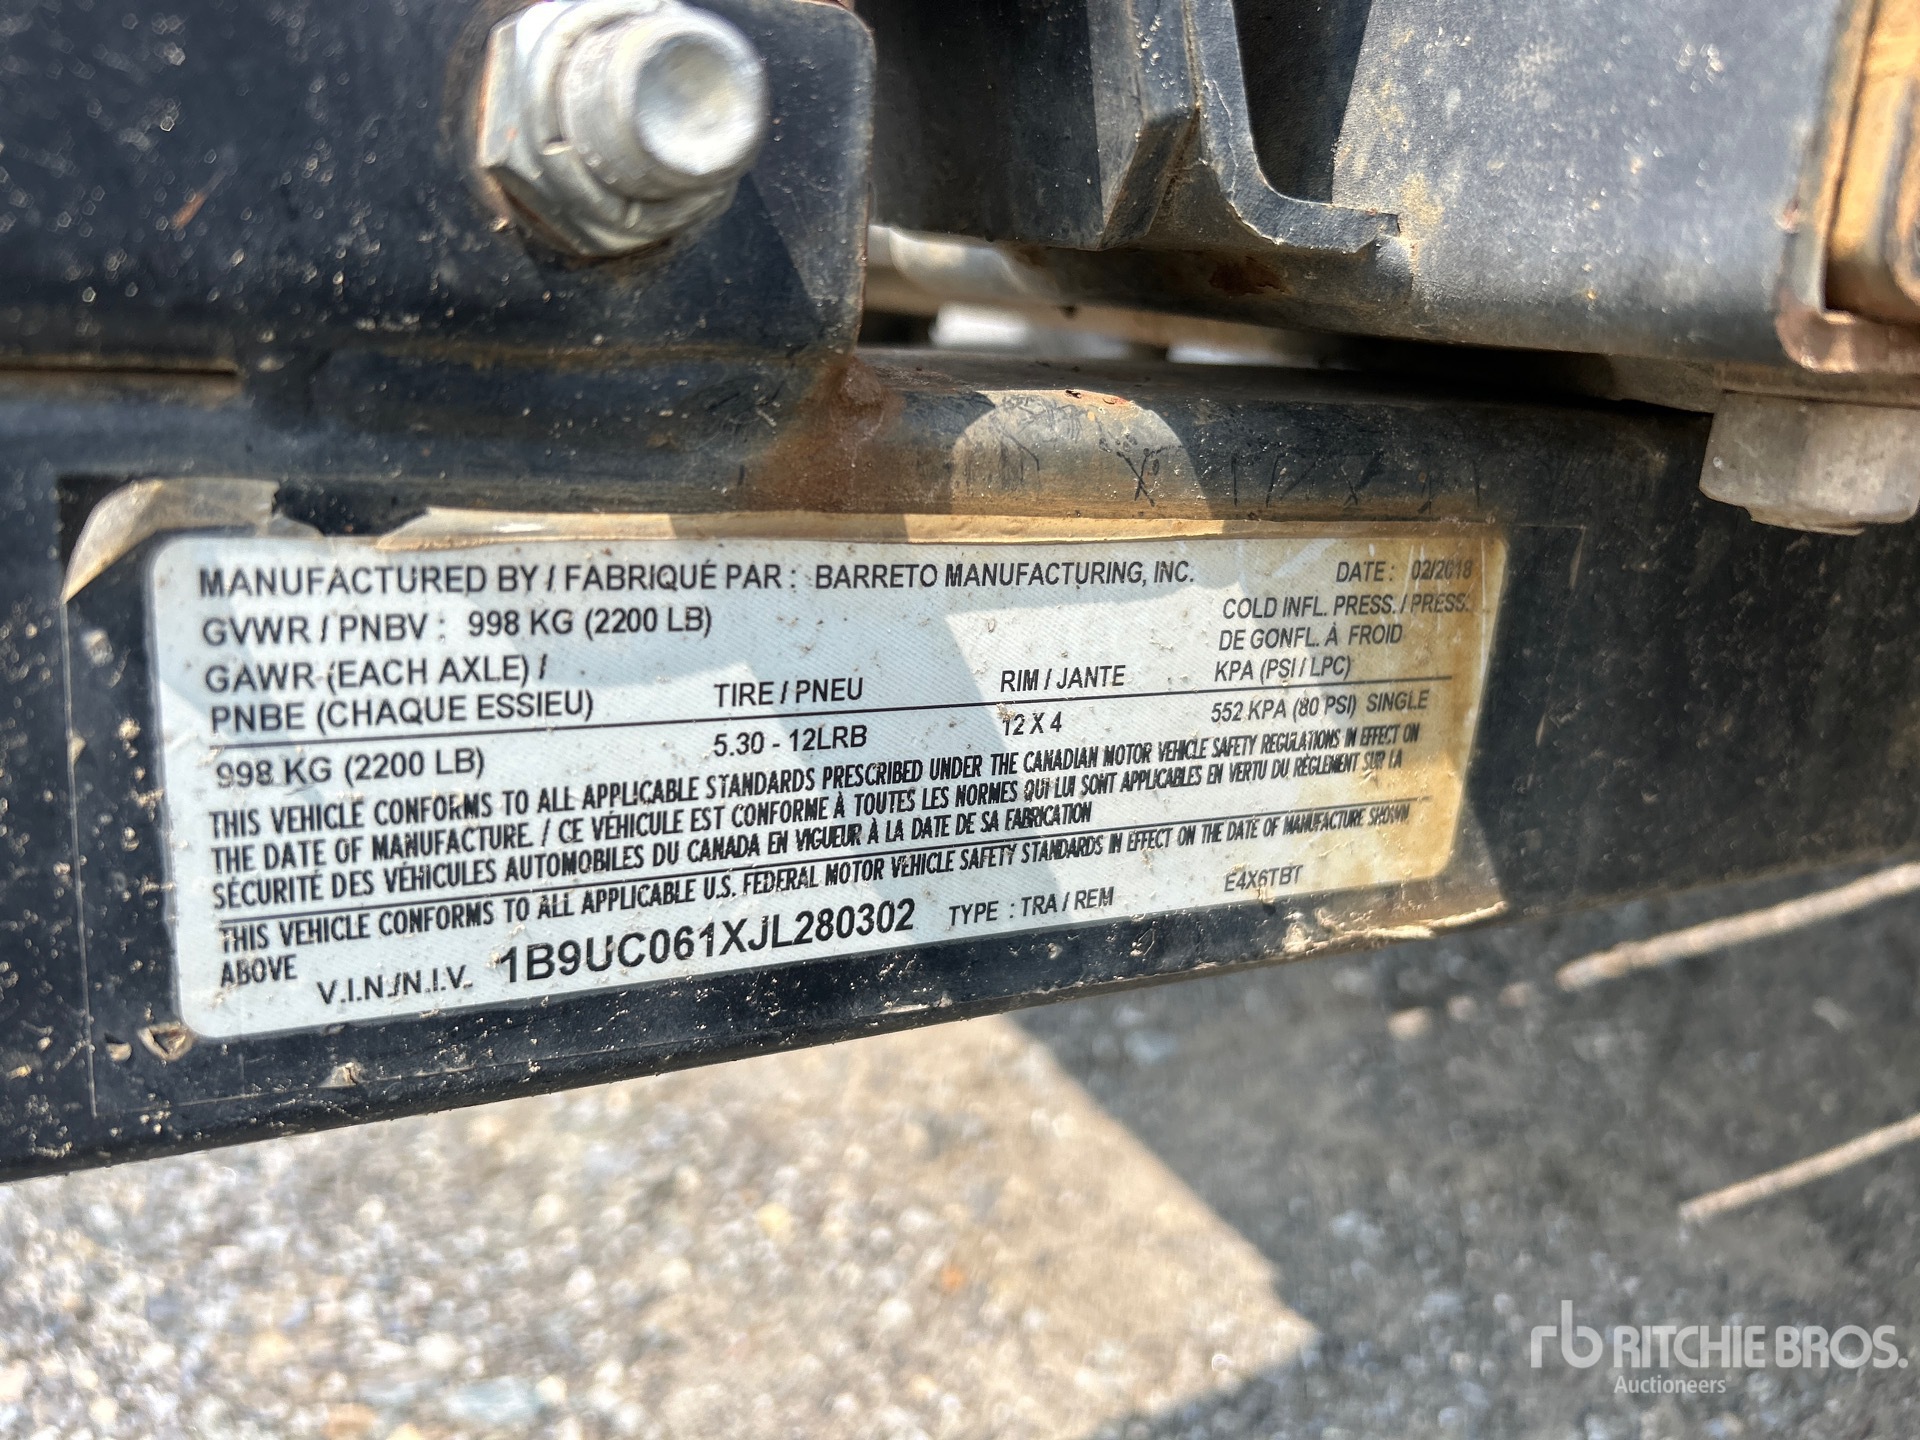 MANUFACTURED BY / FABRIQUÉ PAR : BARRETO MANUFACTURING, INC. DATE : 02/2018
GVWR / PNBV : 998 KG (2200 LB)
COLD INFL. PRESS. / PRESS.
DE GONFL. À FROID
GAWR (EACH AXLE) /
PNBE (CHAQUE ESSIEU) TIRE / PNEU RIM / JANTE KPA (PSI / LPC)
998 KG (2200 LB) 5.30 - 12LRB 12 X 4 552 KPA (80 PSI) SINGLE
THIS VEHICLE CONFORMS TO ALL APPLICABLE STANDARDS PRESCRIBED UNDER THE CANADIAN MOTOR VEHICLE SAFETY REGULATIONS IN EFFECT ON
THE DATE OF MANUFACTURE. / CE VÉHICULE EST CONFORME À TOUTES LES NORMES QUI LUI SONT APPLICABLES EN VERTU DU RÉGLEMENT SUR LA
SÉCURITÉ DES VÉHICULES AUTOMOBILES DU CANADA EN VIGUEUR À LA DATE DE SA FABRICATION
THIS VEHICLE CONFORMS TO ALL APPLICABLE U.S. FEDERAL MOTOR VEHICLE SAFETY STANDARDS IN EFFECT ON THE DATE OF MANUFACTURE SHOWN
ABOVE V.I.N./N.I.V. 1B9UC061XJL280302 TYPE : TRA / REM E4X6TBT
rb RITCHIE BROS.
Auctioneers